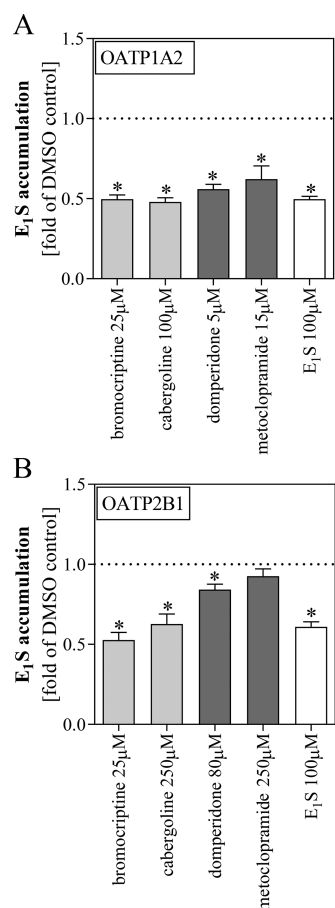 A
OATP1A2
E₁S accumulation
[fold of DMSO control]
1.5
1.0
0.5
0.0
* * * * *
bromocriptine 25μM
cabergoline 100μM
domperidone 5μM
metoclopramide 15μM
E₁S 100μM
B
OATP2B1
E₁S accumulation
[fold of DMSO control]
1.5
1.0
0.5
0.0
* * * *
bromocriptine 25μM
cabergoline 250μM
domperidone 80μM
metoclopramide 250μM
E₁S 100μM